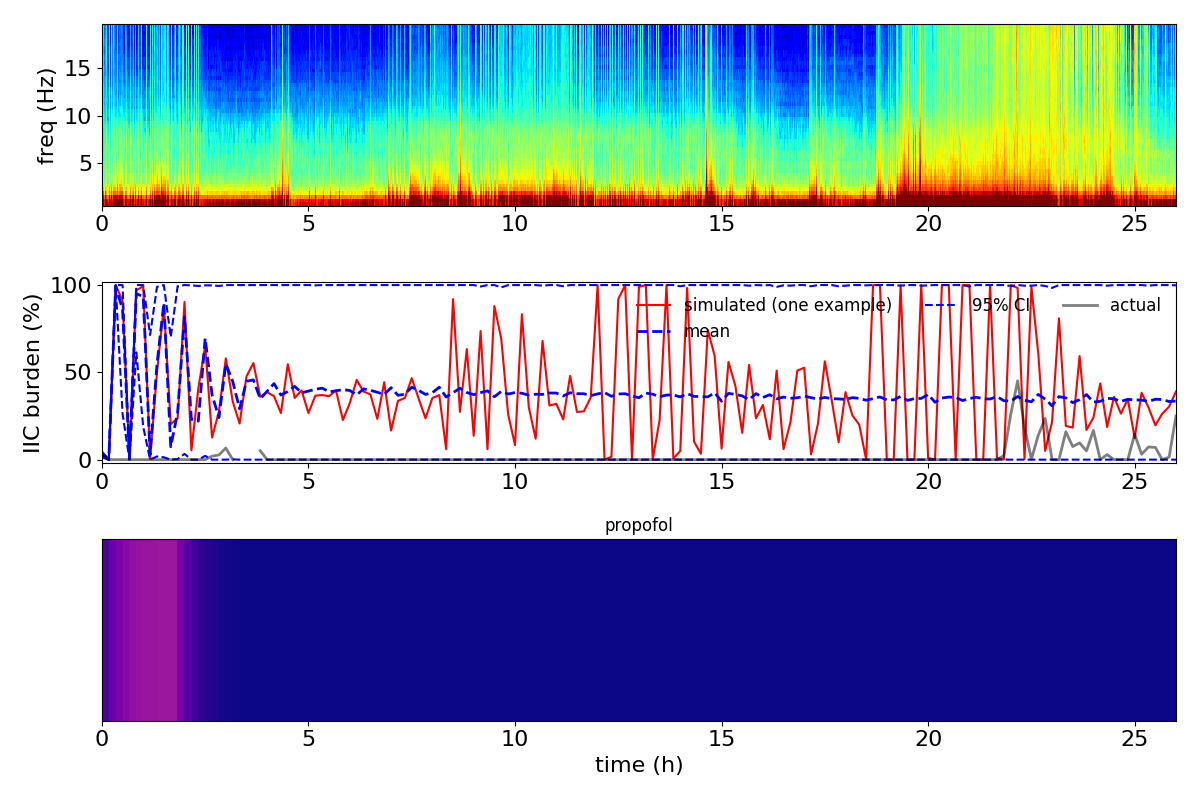 freq (Hz)
15
10
5
0 5 10 15 20 25
IIC burden (%)
100
50
0
simulated (one example)
mean
95% CI
actual
0 5 10 15 20 25
propofol
0 5 10 15 20 25
time (h)